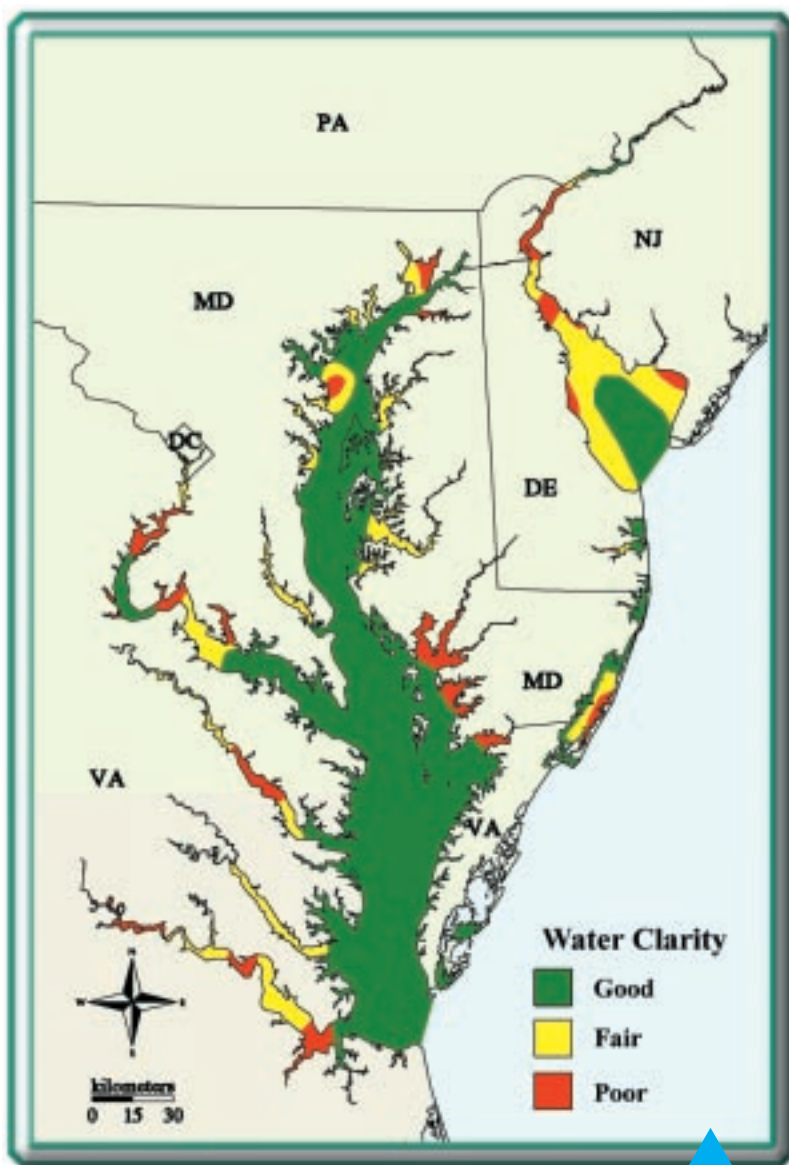 PA
NJ
MD
DC
DE
MD
VA
VA
Water Clarity
Good
Fair
Poor
N
W
E
S
kilometers
0 15 30